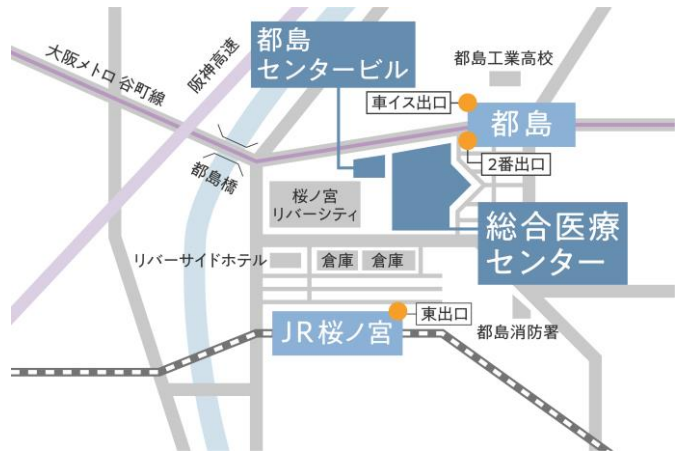 都島
センタービル
阪神高速
大阪メトロ 谷町線
都島工業高校
車イス出口
都島
2番出口
都島橋
桜ノ宮
リバーシティ
総合医療
センター
リバーサイドホテル
倉庫
倉庫
東出口
JR桜ノ宮
都島消防署